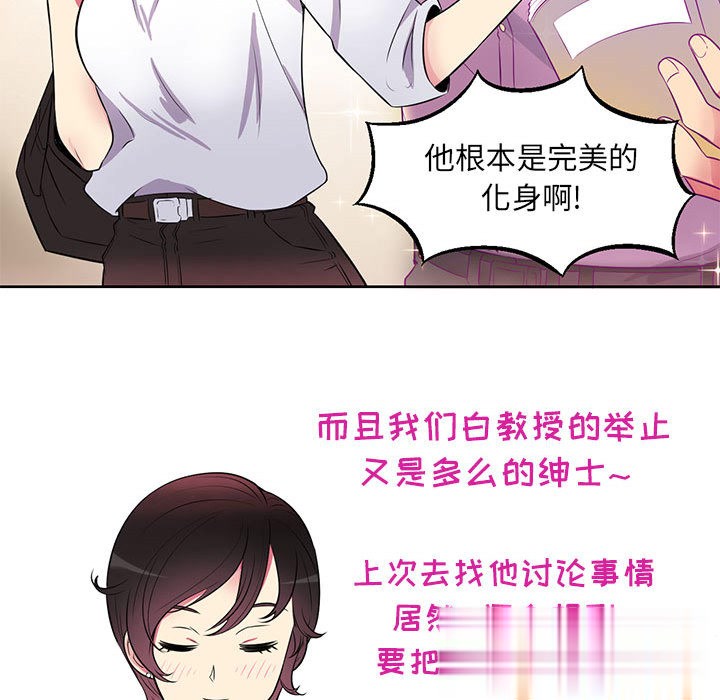 他根本是完美的
化身啊!
而且我们白教授的举止
又是多么的绅士~
上次去找他讨论事情
居然
要把